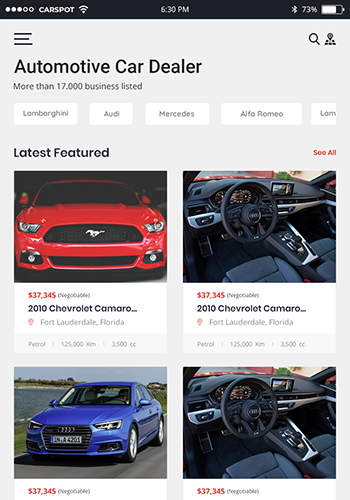 CARSPOT 6:30 PM 73%
Automotive Car Dealer
More than 17.000 business listed
Lamborghini Audi Mercedes Alfa Romeo Lam
Latest Featured See All
$37,345 (Negotiable) $37,345 (Negotiable)
2010 Chevrolet Camaro... 2010 Chevrolet Camaro...
Fort Lauderdale, Florida Fort Lauderdale, Florida
Petrol 125,000 Km 3,500 cc Petrol 125,000 Km 3,500 cc
IN·A 4201
$37,345 (Negotiable) $37,345 (Negotiable)